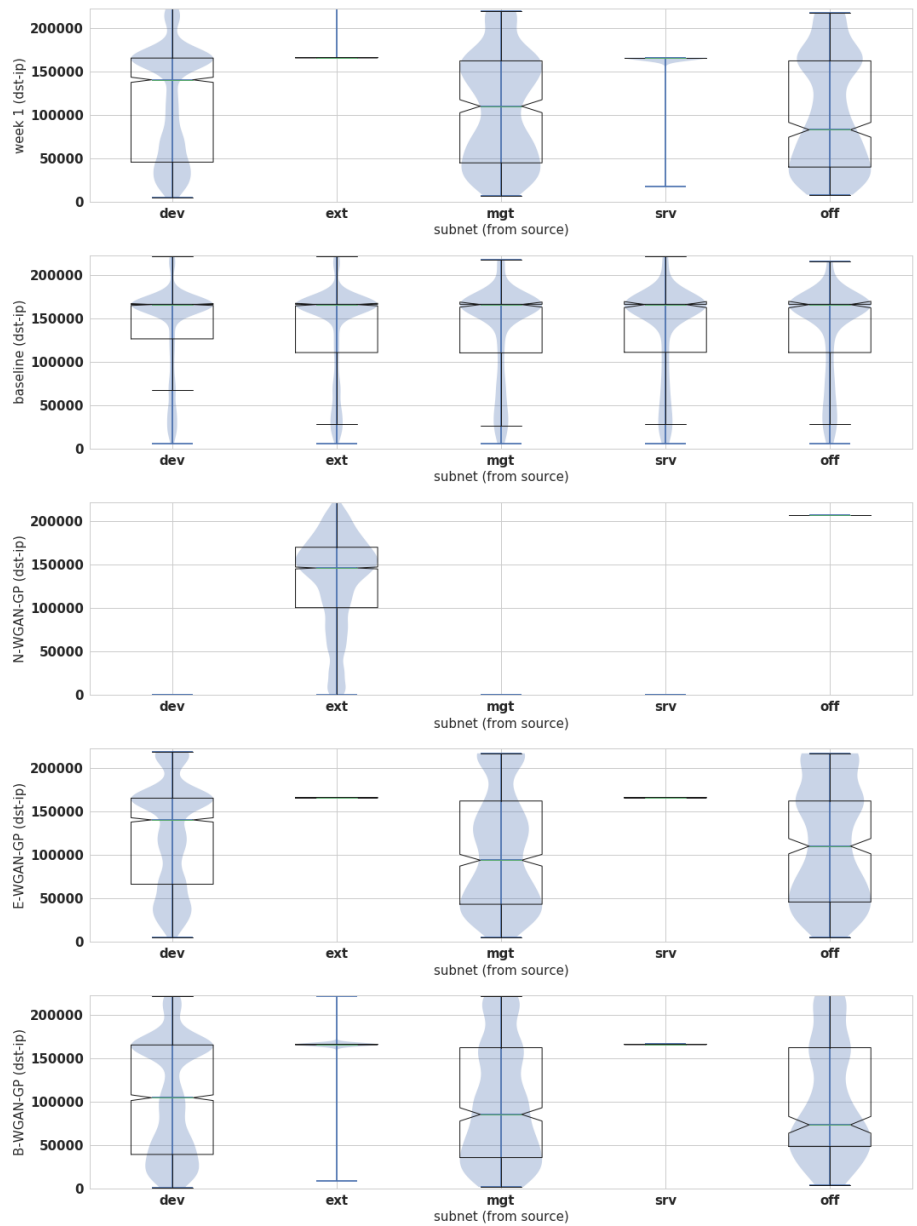 200000
150000
100000
50000
0
week 1 (dst-ip)
dev ext mgt srv off
subnet (from source)
200000
150000
100000
50000
0
baseline (dst-ip)
dev ext mgt srv off
subnet (from source)
200000
150000
100000
50000
0
N-WGAN-GP (dst-ip)
dev ext mgt srv off
subnet (from source)
200000
150000
100000
50000
0
E-WGAN-GP (dst-ip)
dev ext mgt srv off
subnet (from source)
200000
150000
100000
50000
0
B-WGAN-GP (dst-ip)
dev ext mgt srv off
subnet (from source)